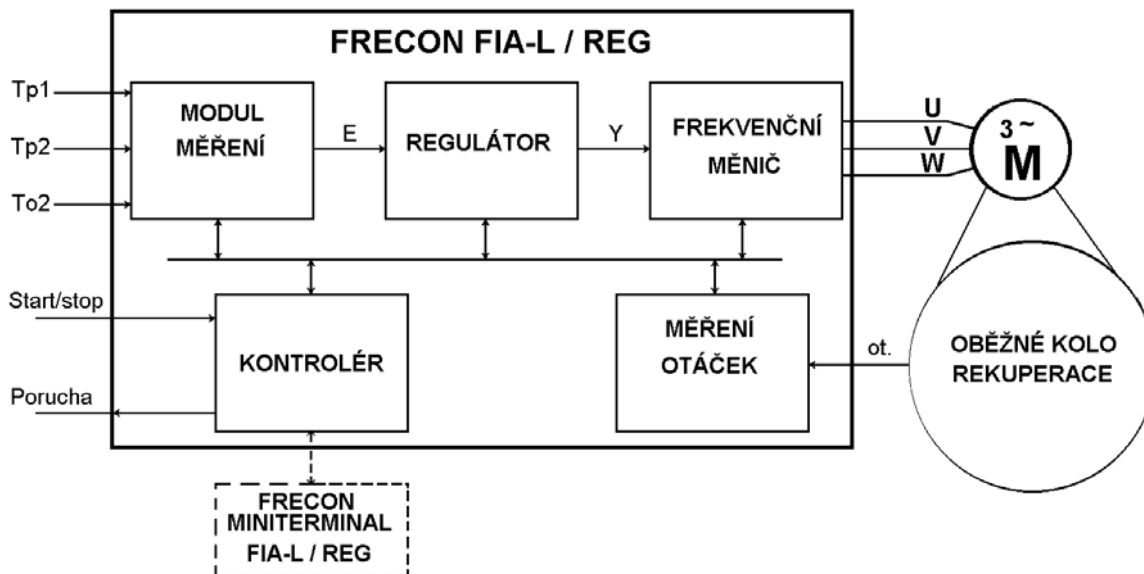 FRECON FIA-L / REG
Tp1
Tp2
To2
MODUL
MĚŘENÍ
E
REGULÁTOR
Y
FREKVENČNÍ
MĚNIČ
U
V
W
3 ~
M
Start/stop
Porucha
KONTROLÉR
MĚŘENÍ
OTÁČEK
ot.
OBĚŽNÉ KOLO
REKUPERACE
FRECON
MINITERMINAL
FIA-L / REG